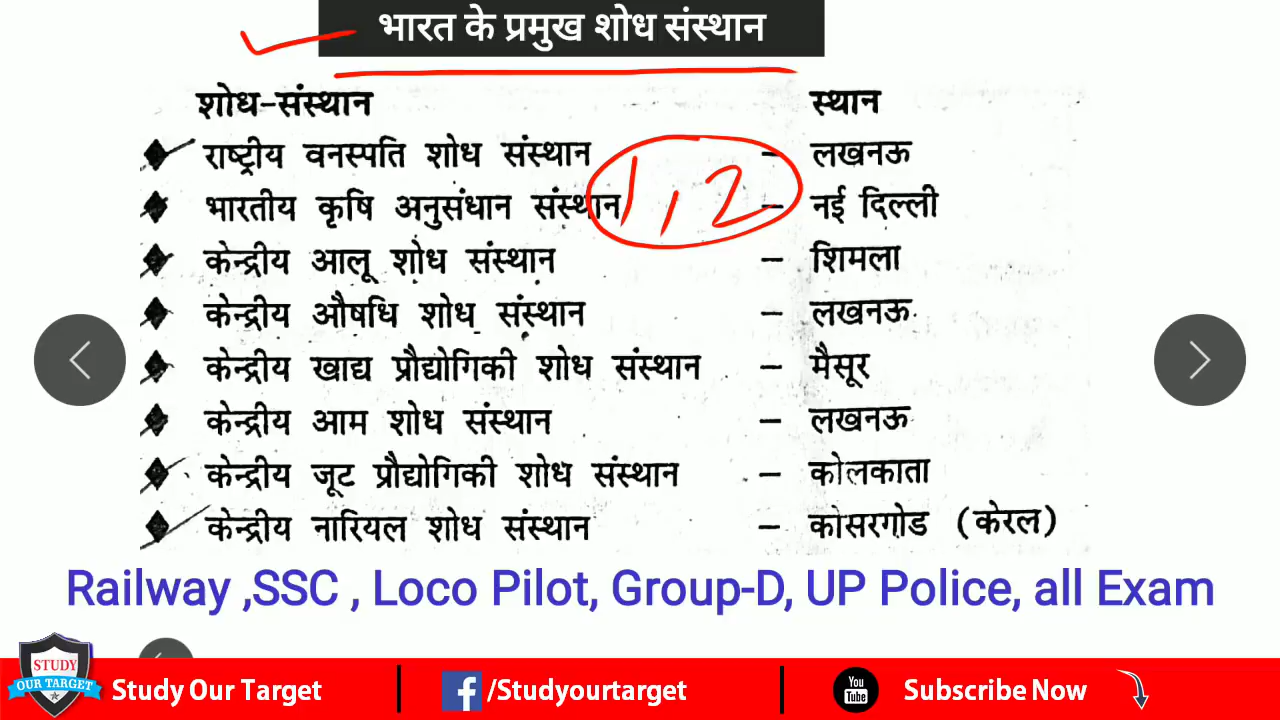 भारत के प्रमुख शोध संस्थान
शोध-संस्थान स्थान
राष्ट्रीय वनस्पति शोध संस्थान – लखनऊ
भारतीय कृषि अनुसंधान संस्थान – नई दिल्ली
1,2
केन्द्रीय आलू शोध संस्थान – शिमला
केन्द्रीय औषधि शोध संस्थान – लखनऊ
केन्द्रीय खाद्य प्रौद्योगिकी शोध संस्थान – मैसूर
केन्द्रीय आम शोध संस्थान – लखनऊ
केन्द्रीय जूट प्रौद्योगिकी शोध संस्थान – कोलकाता
केन्द्रीय नारियल शोध संस्थान – कोसरगोड (केरल)
Railway ,SSC , Loco Pilot, Group-D, UP Police, all Exam
STUDY
OUR TARGET
Study Our Target | f /Studyourtarget | You Tube Subscribe Now